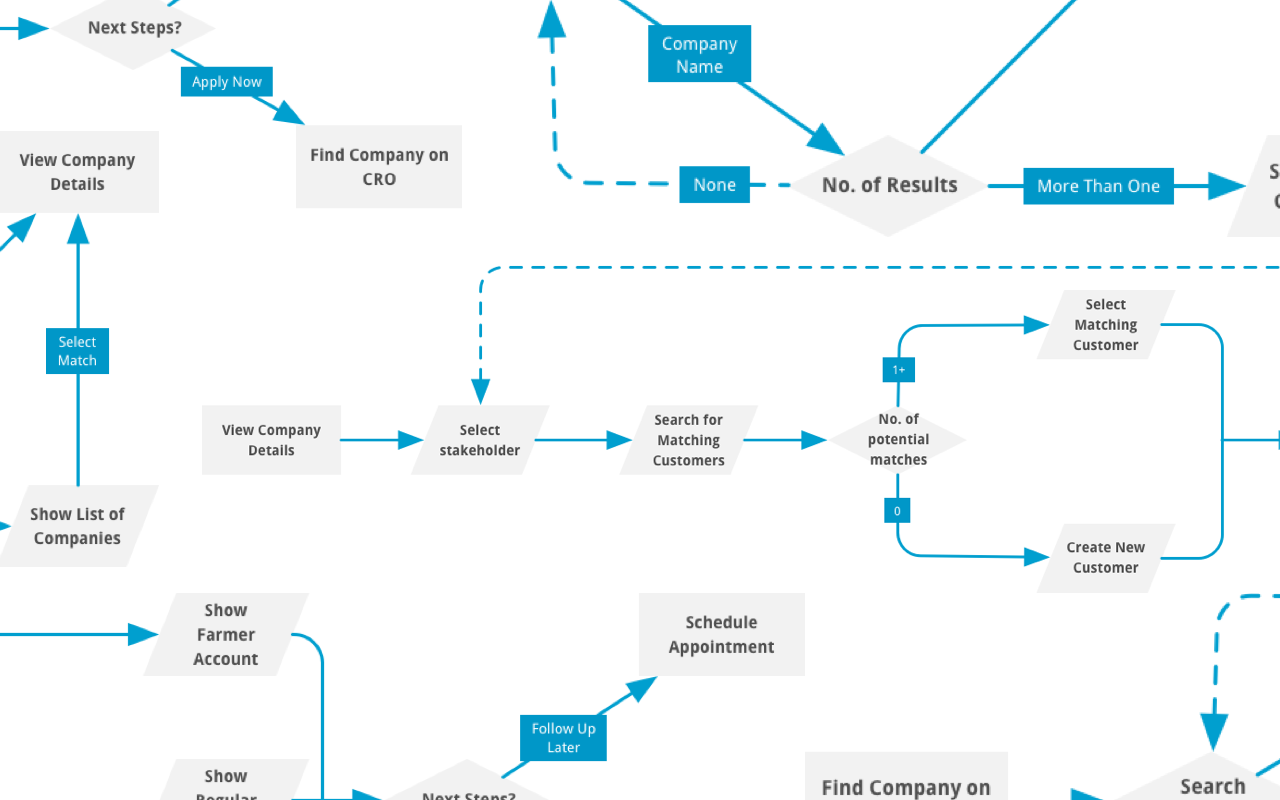 Next Steps?
Apply Now
Company
Name
View Company
Details
Find Company on
CRO
None
No. of Results
More Than One
Select
Match
Select
Matching
Customer
1+
View Company
Details
Select
stakeholder
Search for
Matching
Customers
No. of
potential
matches
0
Show List of
Companies
Create New
Customer
Show
Farmer
Account
Schedule
Appointment
Follow Up
Later
Show
Regular
Next Steps?
Find Company on
Search